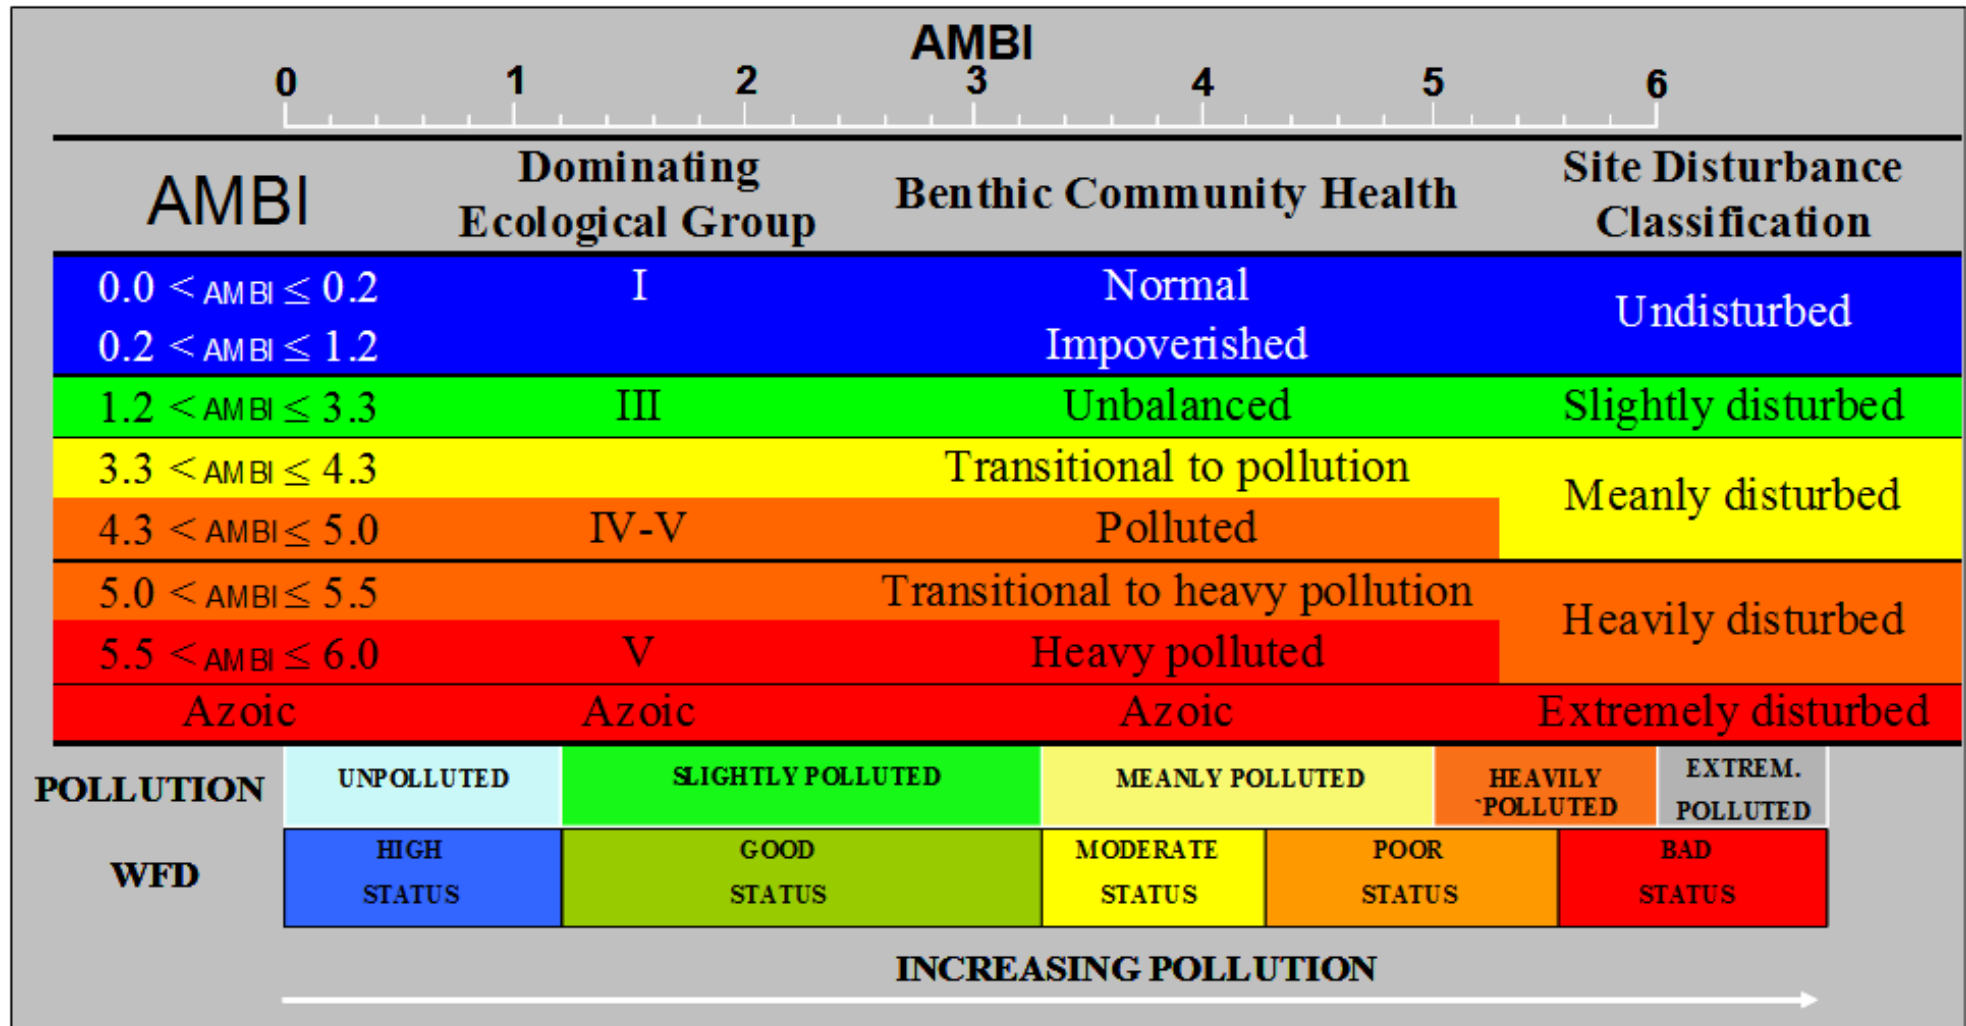 AMBI
0 1 2 3 4 5 6
AMBI
Dominating
Ecological Group
Benthic Community Health
Site Disturbance
Classification
0.0 < AMBI ≤ 0.2 I Normal
Undisturbed
0.2 < AMBI ≤ 1.2 Impoverished
1.2 < AMBI ≤ 3.3 III Unbalanced Slightly disturbed
3.3 < AMBI ≤ 4.3 Transitional to pollution
Meanly disturbed
4.3 < AMBI ≤ 5.0 IV-V Polluted
5.0 < AMBI ≤ 5.5 Transitional to heavy pollution
Heavily disturbed
5.5 < AMBI ≤ 6.0 V Heavy polluted
Azoic Azoic Azoic Extremely disturbed
POLLUTION
UNPOLLUTED
SLIGHTLY POLLUTED
MEANLY POLLUTED
HEAVILY
`POLLUTED
EXTREM.
POLLUTED
WFD
HIGH
STATUS
GOOD
STATUS
MODERATE
STATUS
POOR
STATUS
BAD
STATUS
INCREASING POLLUTION